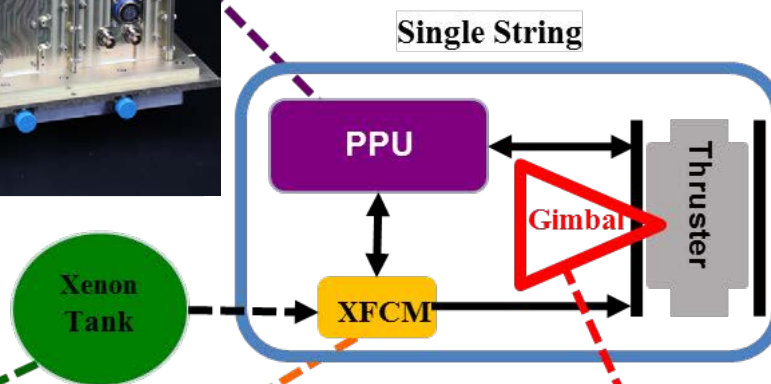 Single String
PPU
Gimbal
Thruster
Xenon
Tank
XFCM